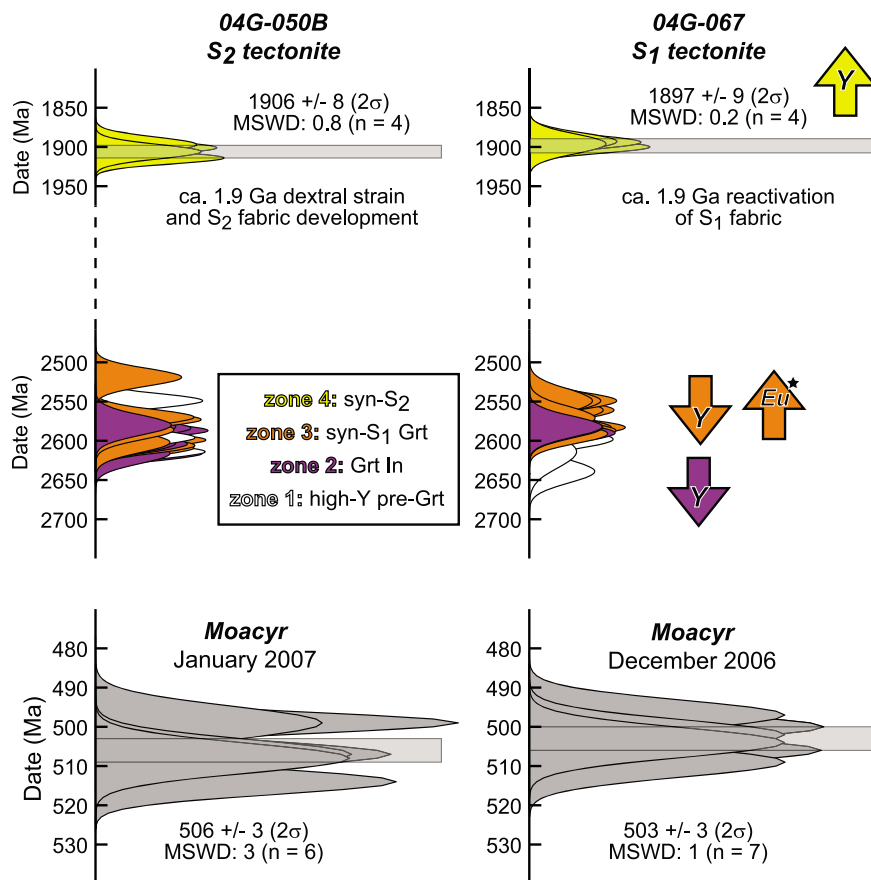 04G-050B
S2 tectonite
1906 +/- 8 (2σ)
MSWD: 0.8 (n = 4)
Date (Ma)
1850
1900
1950
ca. 1.9 Ga dextral strain
and S2 fabric development
04G-067
S1 tectonite
1897 +/- 9 (2σ)
MSWD: 0.2 (n = 4)
Y
1850
1900
1950
ca. 1.9 Ga reactivation
of S1 fabric
Date (Ma)
2500
2550
2600
2650
2700
zone 4: syn-S2
zone 3: syn-S1 Grt
zone 2: Grt In
zone 1: high-Y pre-Grt
2500
2550
2600
2650
2700
Y
Eu★
Y
Moacyr
January 2007
Date (Ma)
480
490
500
510
520
530
506 +/- 3 (2σ)
MSWD: 3 (n = 6)
Moacyr
December 2006
480
490
500
510
520
530
503 +/- 3 (2σ)
MSWD: 1 (n = 7)